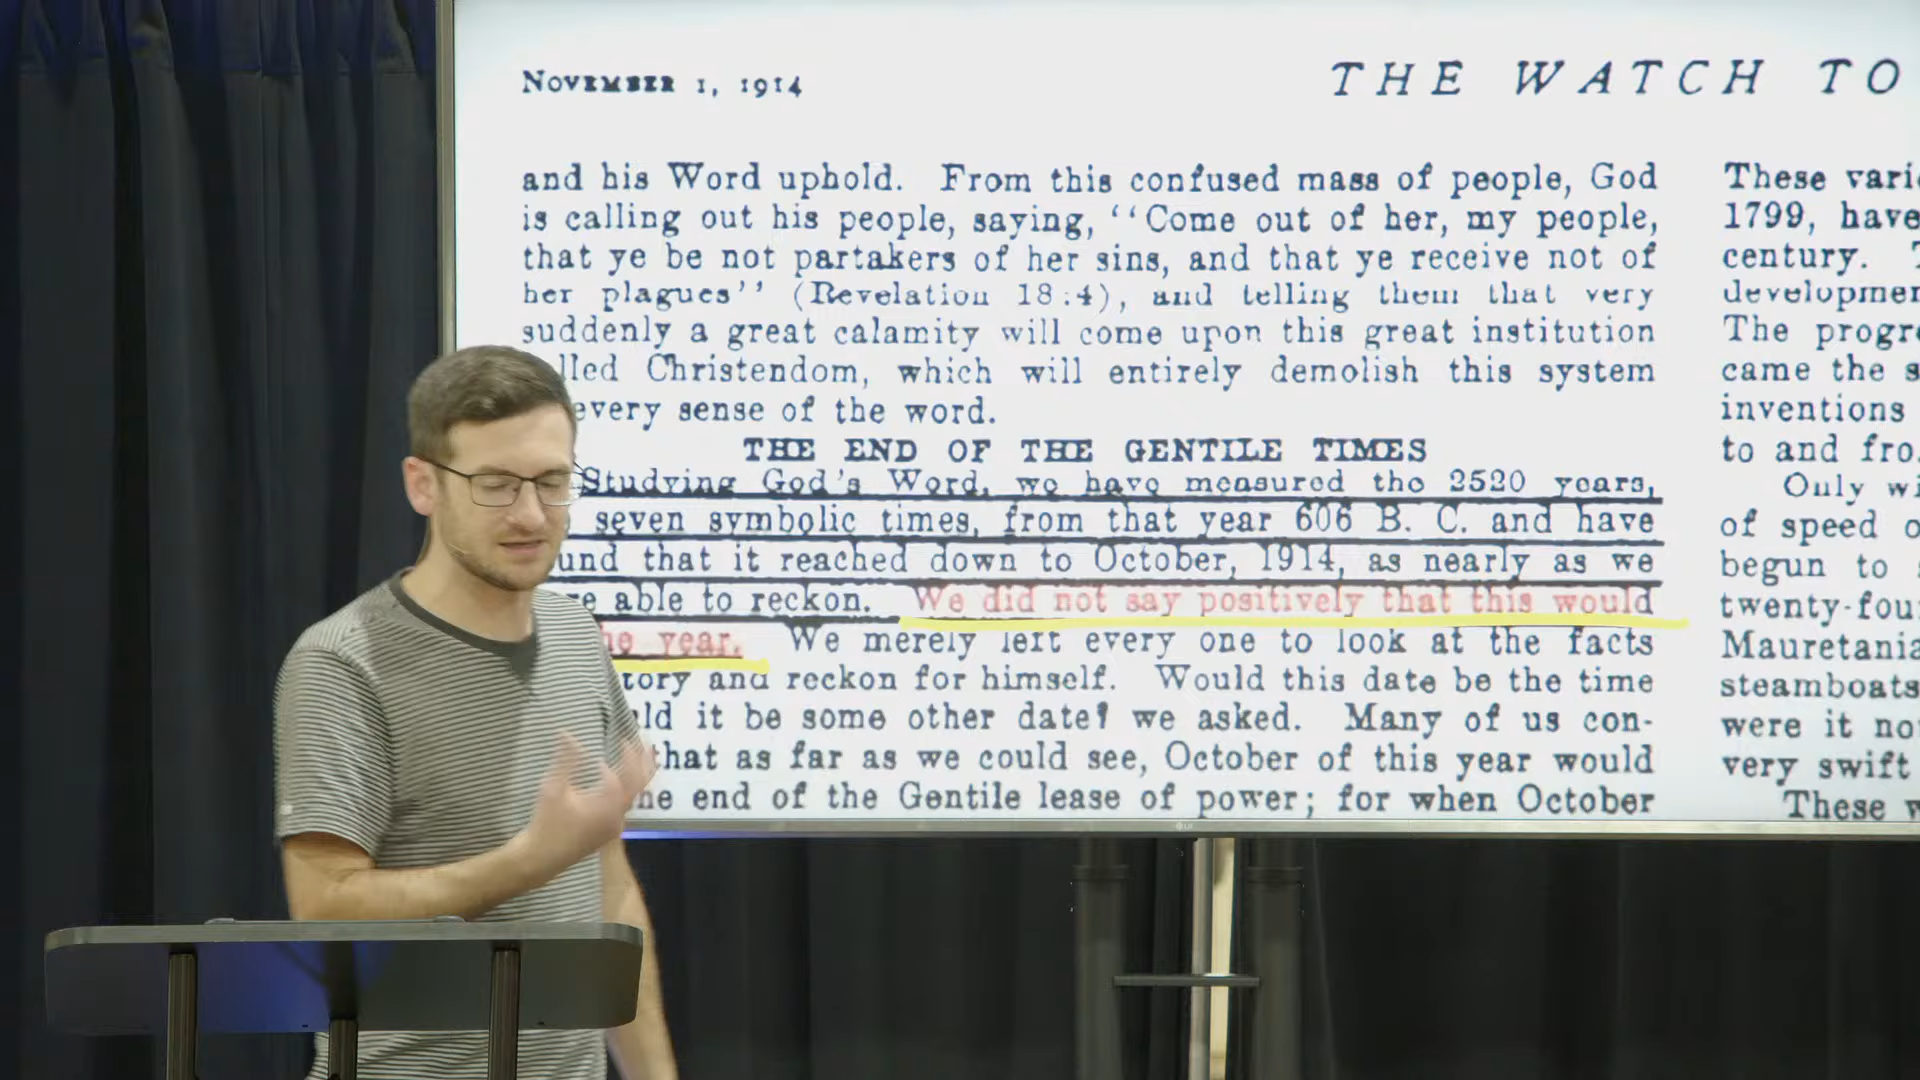 NOVEMBER 1, 1914
THE WATCH TO
and his Word uphold. From this confused mass of people, God
is calling out his people, saying, ‘‘Come out of her, my people,
that ye be not partakers of her sins, and that ye receive not of
her plagues’’ (Revelation 18:4), and telling them that very
suddenly a great calamity will come upon this great institution
lled Christendom, which will entirely demolish this system
every sense of the word.
THE END OF THE GENTILE TIMES
Studying God's Word, we have measured the 2520 years,
seven symbolic times, from that year 606 B. C. and have
und that it reached down to October, 1914, as nearly as we
re able to reckon. We did not say positively that this would
he year. We merely left every one to look at the facts
tory and reckon for himself. Would this date be the time
ld it be some other date? we asked. Many of us con-
that as far as we could see, October of this year would
he end of the Gentile lease of power; for when October
These vari
1799, have
century.
developmen
The progr
came the s
inventions
to and fro.
Only wi
of speed o
begun to
twenty-fou
Mauretania
steamboats
were it no
very swift
These w
LG